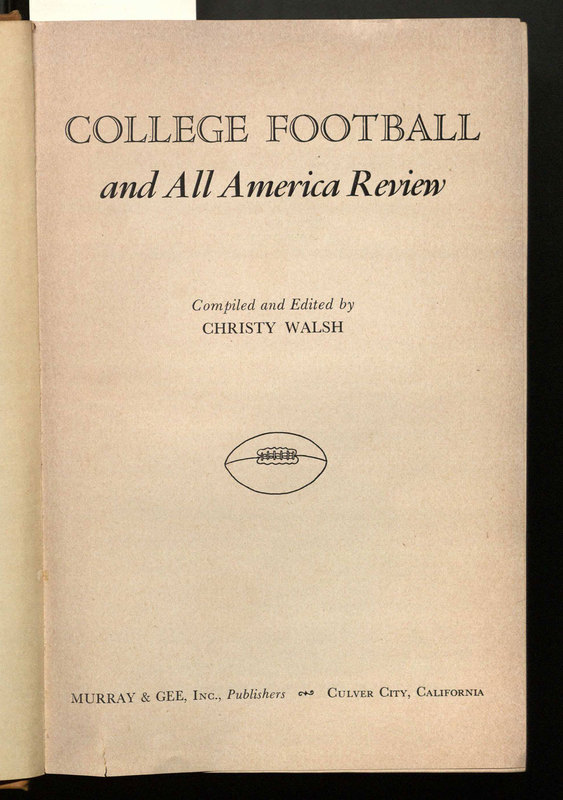 COLLEGE FOOTBALL
and All America Review
Compiled and Edited by
CHRISTY WALSH
MURRAY & GEE, INC., Publishers CULVER CITY, CALIFORNIA